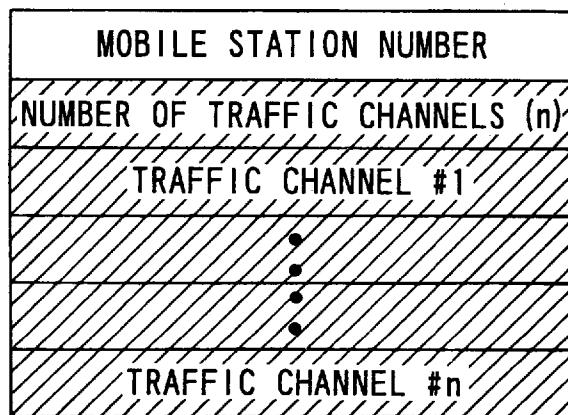 MOBILE STATION NUMBER
NUMBER OF TRAFFIC CHANNELS (n)
TRAFFIC CHANNEL #1
TRAFFIC CHANNEL #n